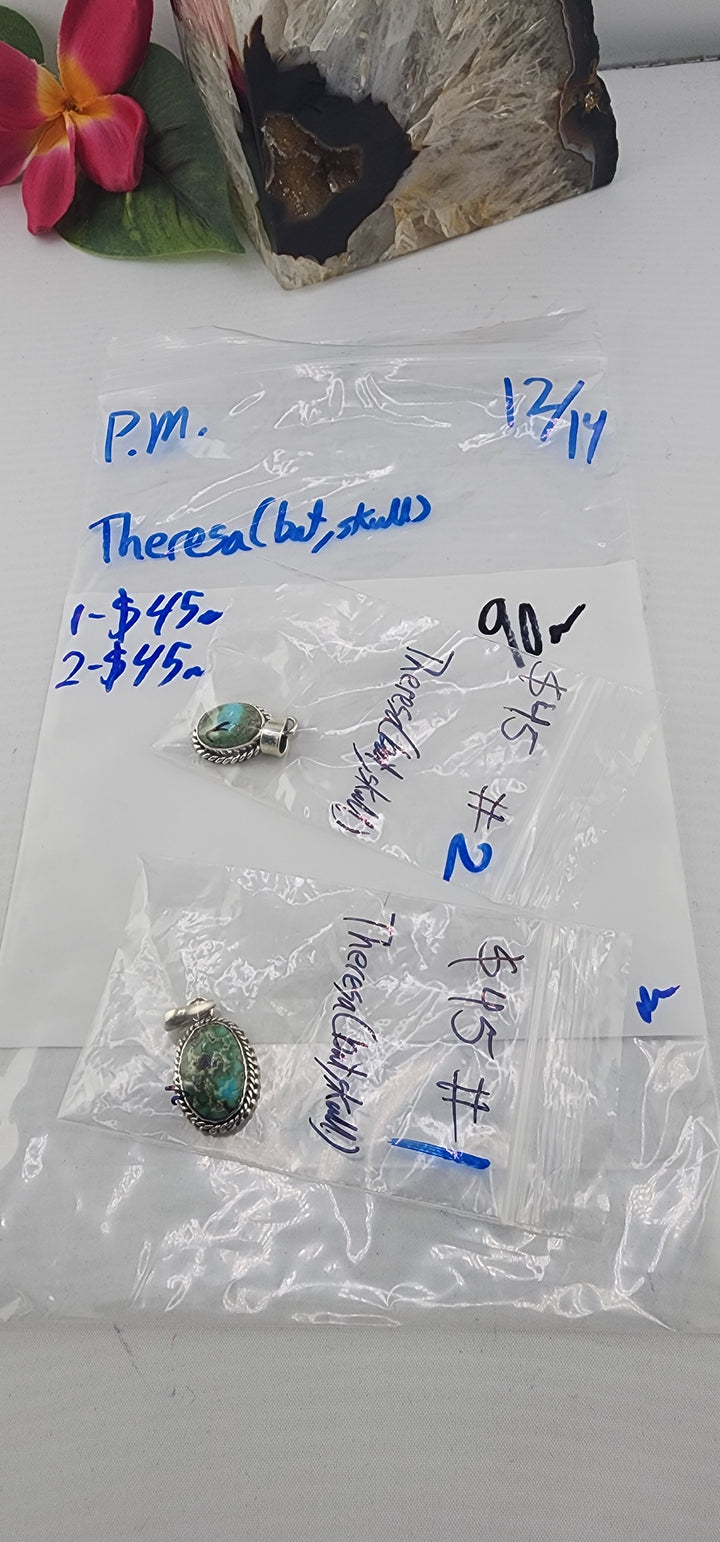 P.M.
12/14
Theresa(bat,skull)
1-$45
2-$45
90
$45 #2
Theresa(bat,skull)
$45 #1
Theresa(bat,skull)